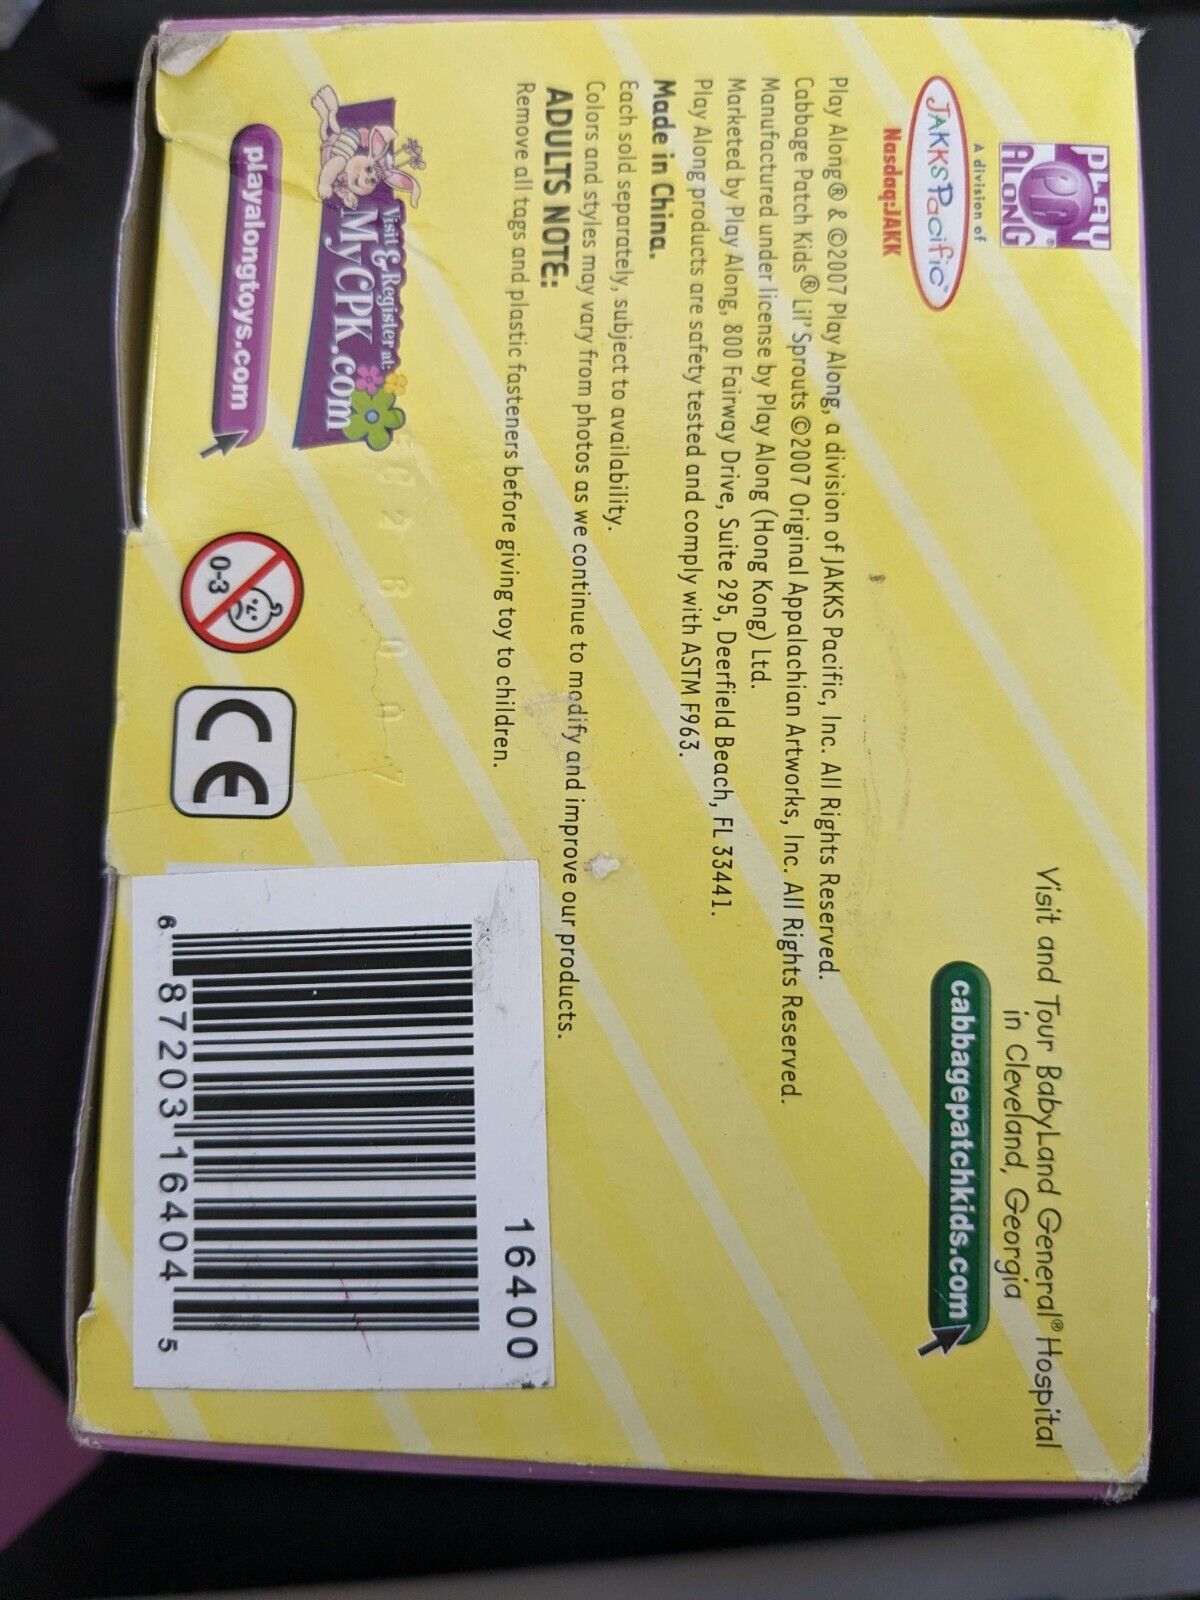 PLAY
ALONG®
A division of
JAKKS Pacific™
Nasdaq:JAKK
Visit and Tour BabyLand General® Hospital
in Cleveland, Georgia
cabbagepatchkids.com
Play Along® & ©2007 Play Along, a division of JAKKS Pacific, Inc. All Rights Reserved.
Cabbage Patch Kids® Lil' Sprouts ©2007 Original Appalachian Artworks, Inc. All Rights Reserved.
Manufactured under license by Play Along (Hong Kong) Ltd.
Marketed by Play Along, 800 Fairway Drive, Suite 295, Deerfield Beach, FL 33441.
Play Along products are safety tested and comply with ASTM F963.
Made in China.
Each sold separately, subject to availability.
Colors and styles may vary from photos as we continue to modify and improve our products.
ADULTS NOTE:
Remove all tags and plastic fasteners before giving toy to children.
Visit & Register at:
MyCPK.com
playalongtoys.com
0-3
CE
16400
6 87203 16404 5